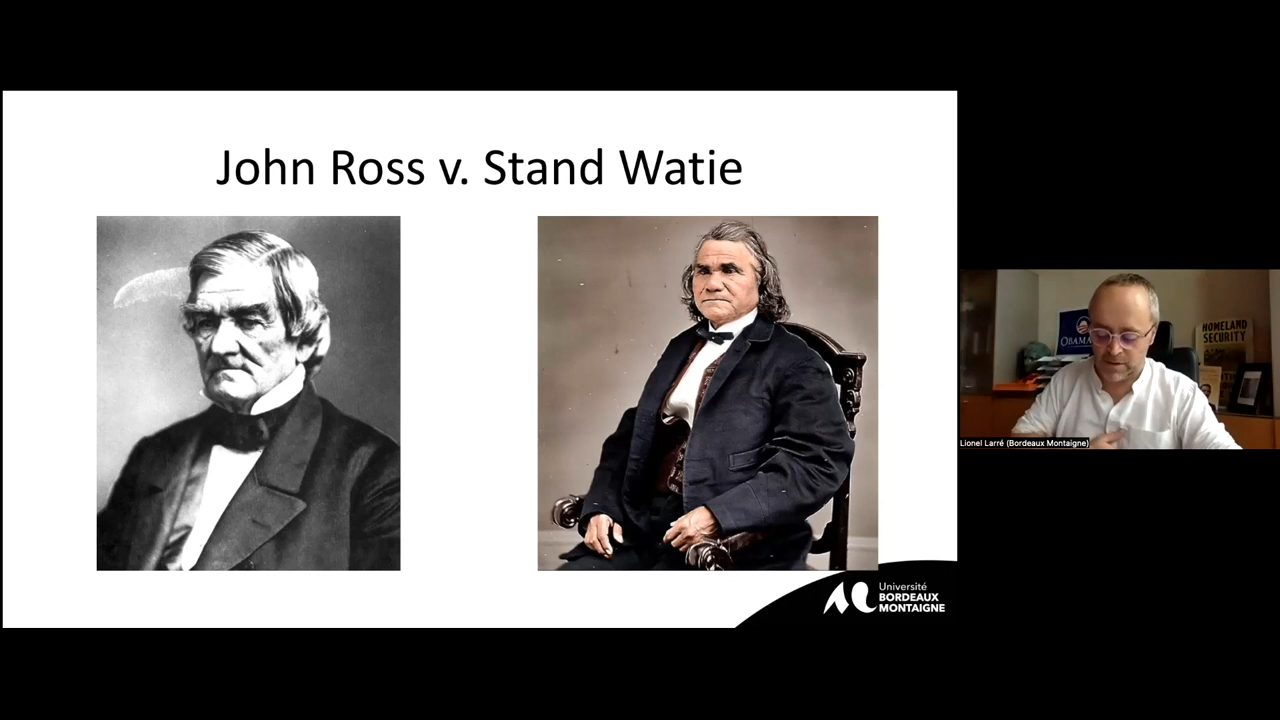 John Ross v. Stand Watie
Université
BORDEAUX
MONTAIGNE
OBAMA
HOMELAND
SECURITY
Lionel Larré (Bordeaux Montaigne)